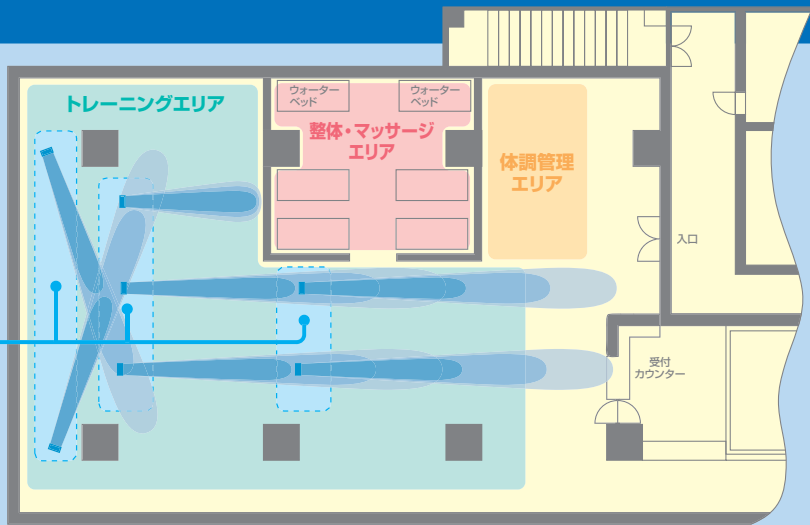 トレーニングエリア
ウォーター
ベッド
ウォーター
ベッド
整体・マッサージ
エリア
体調管理
エリア
入口
受付
カウンター